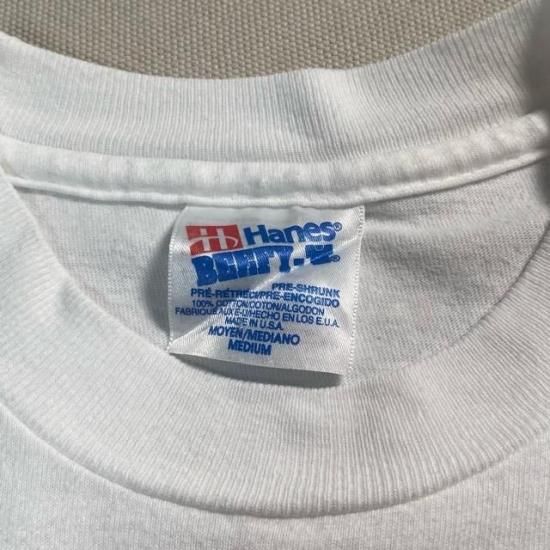 Hb Hanes®
BEEFY-T®
PRE-SHRUNK
PRÉ-RÉTRÉCI/PRE-ENCOGIDO
100% COTTON/COTON/ALGODON
FABRIQUÉ AUX É-U/HECHO EN LOS E.U.A.
MADE IN U.S.A.
MOYEN/MEDIANO
MEDIUM